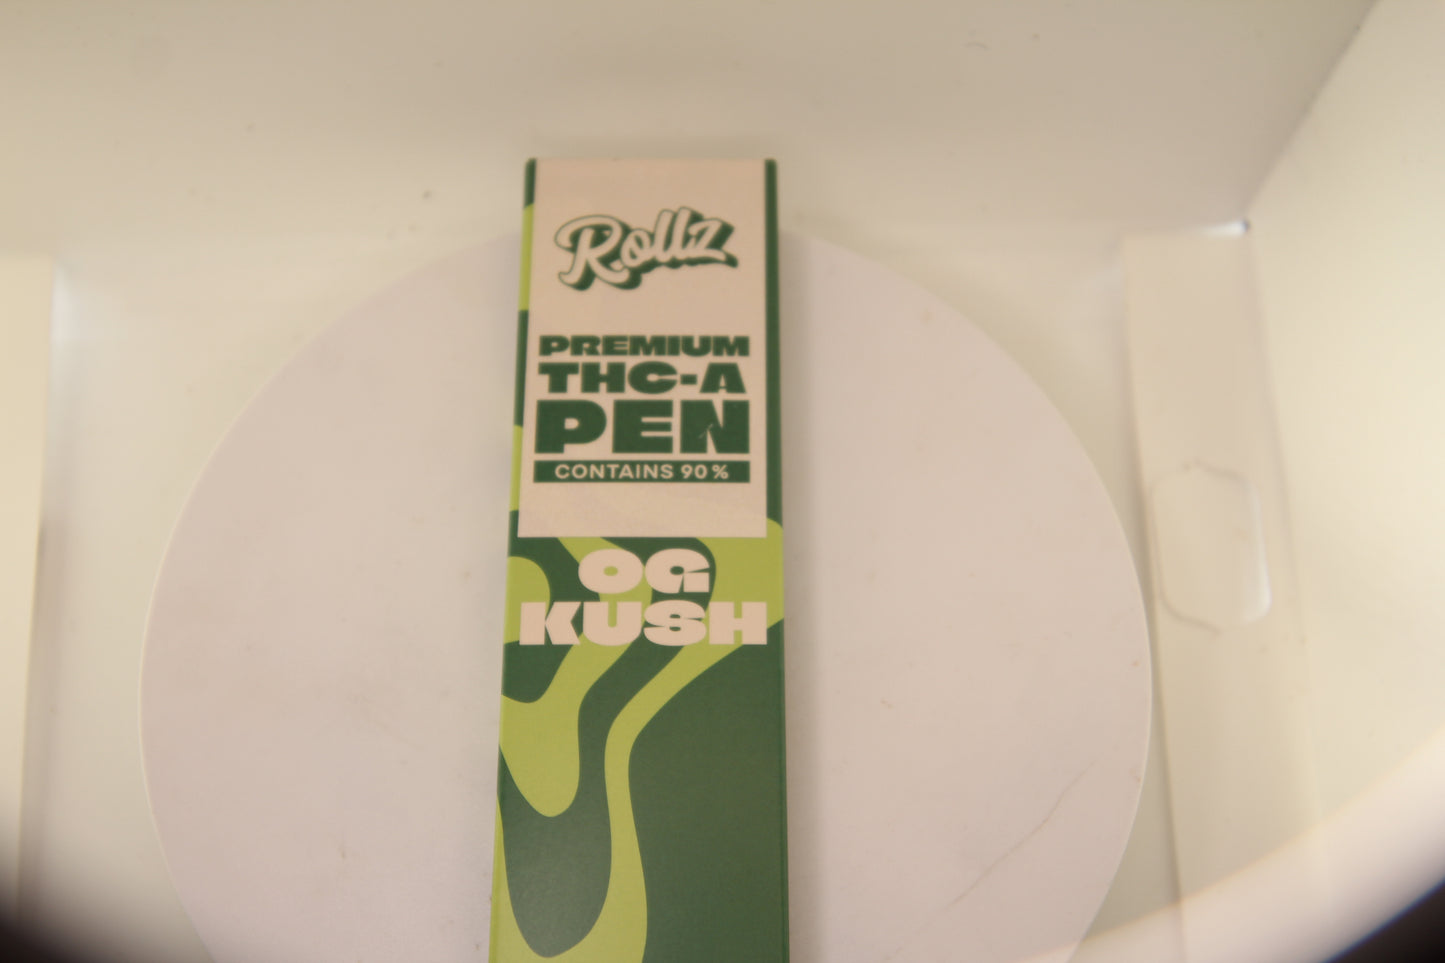 Rollz
PREMIUM
THC-A
PEN
CONTAINS 90%
OG
KUSH